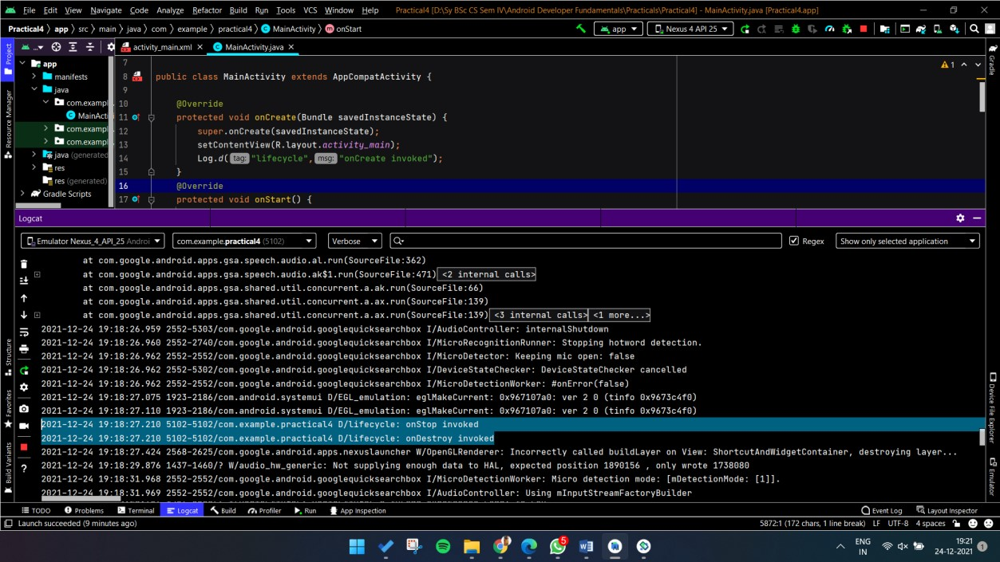 File Edit View Navigate Code Analyze Refactor Build Run Tools VCS Window Help Practical4 [D:\Sy BSc CS Sem IV\Android Developer Fundamentals\Practicals\Practical4] - MainActivity.java [Practical4.app]
Practical4 app src main java com example practical4 MainActivity onStart app Nexus 4 API 25
Project
Resource Manager
Structure
Favorites
Build Variants
Gradle
Device File Explorer
Emulator
app
manifests
java
com.exampl
MainActi
com.exampl
com.exampl
java (generated
res
res (generated)
Gradle Scripts
activity_main.xml MainActivity.java
1
7
8 public class MainActivity extends AppCompatActivity {
9
10 @Override
11 protected void onCreate(Bundle savedInstanceState) {
12 super.onCreate(savedInstanceState);
13 setContentView(R.layout.activity_main);
14 Log.d( tag: "lifecycle", msg: "onCreate invoked");
15 }
16 @Override
17 protected void onStart() {
Logcat
Emulator Nexus_4_API_25 Androi com.example.practical4 (5102) Verbose Regex Show only selected application
at com.google.android.apps.gsa.speech.audio.al.run(SourceFile:362)
at com.google.android.apps.gsa.speech.audio.ak$1.run(SourceFile:471) <2 internal calls>
at com.google.android.apps.gsa.shared.util.concurrent.a.ak.run(SourceFile:66)
at com.google.android.apps.gsa.shared.util.concurrent.a.ax.run(SourceFile:139)
at com.google.android.apps.gsa.shared.util.concurrent.a.ax.run(SourceFile:139) <3 internal calls> <1 more...>
2021-12-24 19:18:26.959 2552-5303/com.google.android.googlequicksearchbox I/AudioController: internalShutdown
2021-12-24 19:18:26.960 2552-2740/com.google.android.googlequicksearchbox I/MicroRecognitionRunner: Stopping hotword detection.
2021-12-24 19:18:26.962 2552-2552/com.google.android.googlequicksearchbox I/MicroDetector: Keeping mic open: false
2021-12-24 19:18:26.962 2552-5302/com.google.android.googlequicksearchbox I/DeviceStateChecker: DeviceStateChecker cancelled
2021-12-24 19:18:26.962 2552-2552/com.google.android.googlequicksearchbox I/MicroDetectionWorker: #onError(false)
2021-12-24 19:18:27.075 1923-2186/com.android.systemui D/EGL_emulation: eglMakeCurrent: 0x967107a0: ver 2 0 (tinfo 0x9673c4f0)
2021-12-24 19:18:27.110 1923-2186/com.android.systemui D/EGL_emulation: eglMakeCurrent: 0x967107a0: ver 2 0 (tinfo 0x9673c4f0)
2021-12-24 19:18:27.210 5102-5102/com.example.practical4 D/lifecycle: onStop invoked
2021-12-24 19:18:27.210 5102-5102/com.example.practical4 D/lifecycle: onDestroy invoked
2021-12-24 19:18:27.424 2568-2625/com.google.android.apps.nexuslauncher W/OpenGLRenderer: Incorrectly called buildLayer on View: ShortcutAndWidgetContainer, destroying layer...
2021-12-24 19:18:29.876 1437-1460/? W/audio_hw_generic: Not supplying enough data to HAL, expected position 1890156 , only wrote 1738080
2021-12-24 19:18:31.968 2552-2552/com.google.android.googlequicksearchbox I/MicroDetectionWorker: Micro detection mode: [mDetectionMode: [1]].
2021-12-24 19:18:31.969 2552-2552/com.google.android.googlequicksearchbox I/AudioController: Using mInputStreamFactoryBuilder
TODO Problems Terminal Logcat Build Profiler Run App Inspection Event Log Layout Inspector
Launch succeeded (9 minutes ago) 5872:1 (172 chars, 1 line break) LF UTF-8 4 spaces
5
ENG
IN
19:21
24-12-2021
1